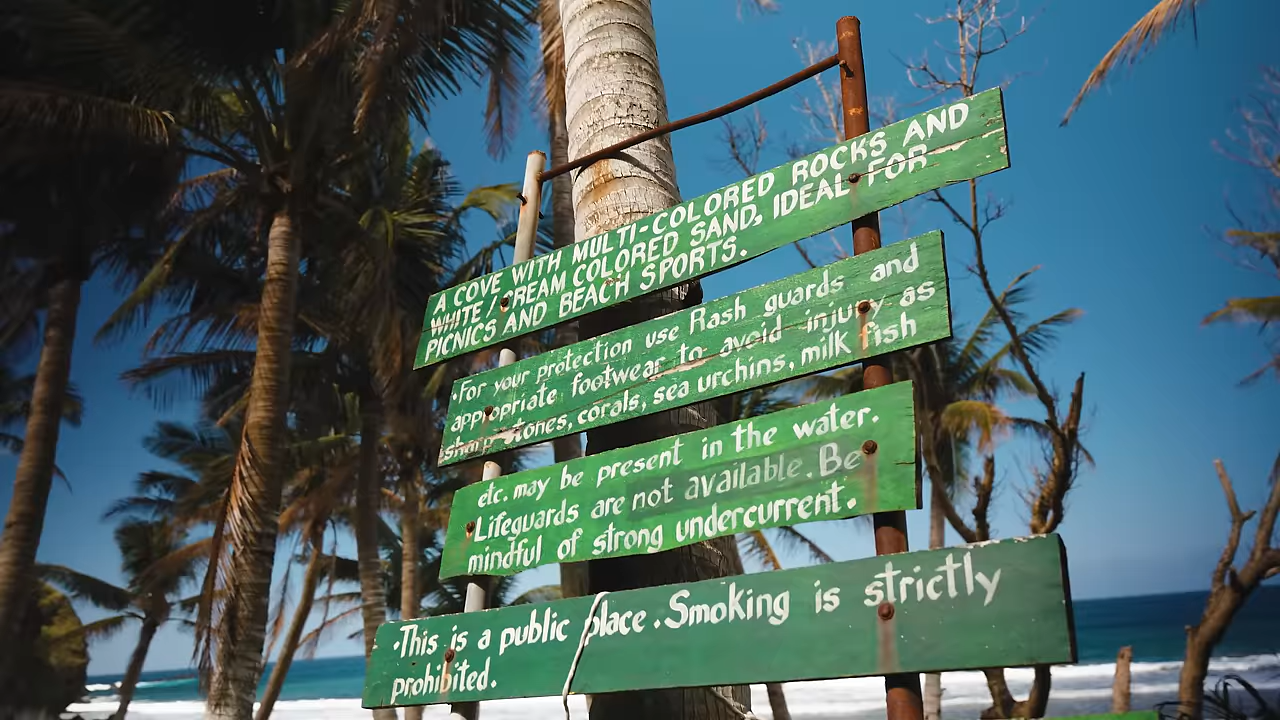 A COVE WITH MULTI-COLORED ROCKS AND
WHITE / CREAM COLORED SAND, IDEAL FOR
PICNICS AND BEACH SPORTS.
•For your protection use Rash guards and
appropriate footwear to avoid injury as
sharp stones, corals, sea urchins, milk fish
etc. may be present in the water.
•Lifeguards are not available. Be
mindful of strong undercurrent.
•This is a public place. Smoking is strictly
prohibited.